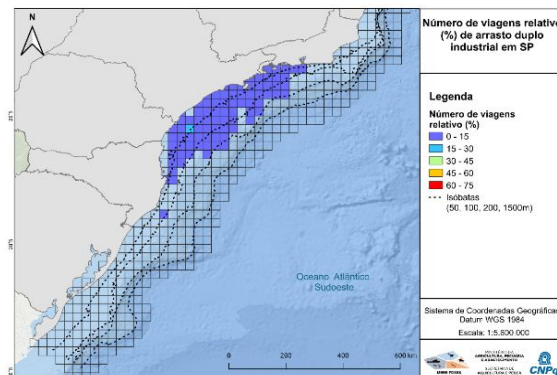 N
Número de viagens relativo
(%) de arrasto duplo
industrial em SP
Legenda
Número de viagens
relativo (%)
0 - 15
15 - 30
30 - 45
45 - 60
60 - 75
Isóbatas
(50, 100, 200, 1500m)
Oceano Atlântico
Sudoeste
Sistema de Coordenadas Geográficas
Datum WGS 1984
Escala: 1:5.800 000
0 200 400 600 km
CNPq